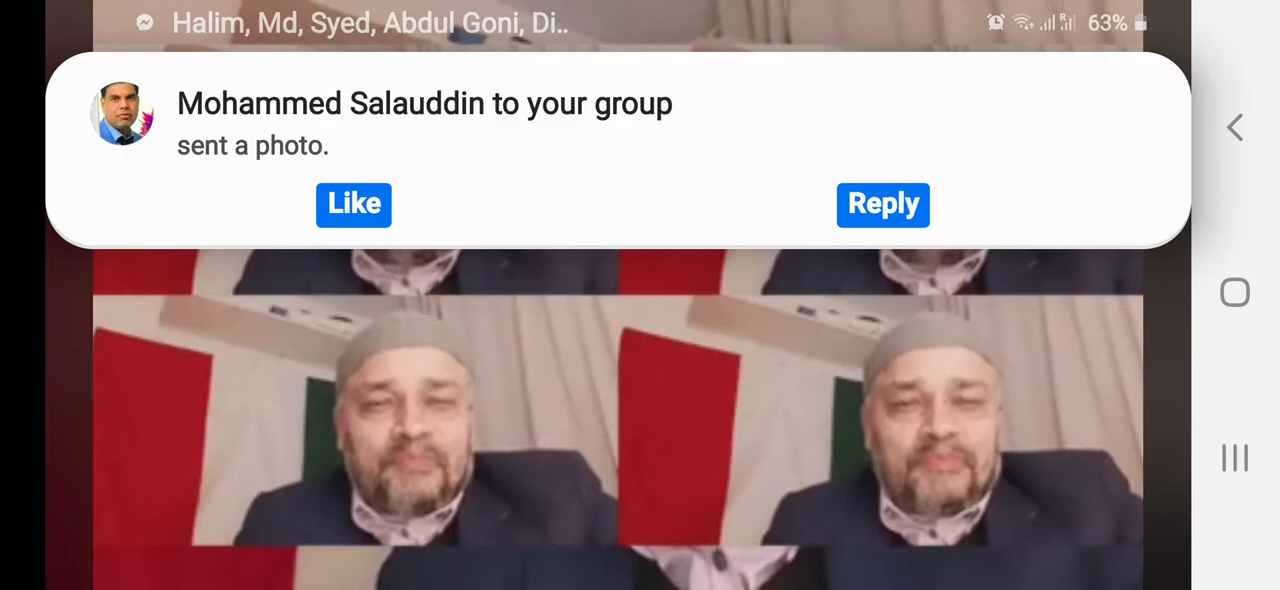 Halim, Md, Syed, Abdul Goni, Di..
63%
Mohammed Salauddin to your group
sent a photo.
Like
Reply